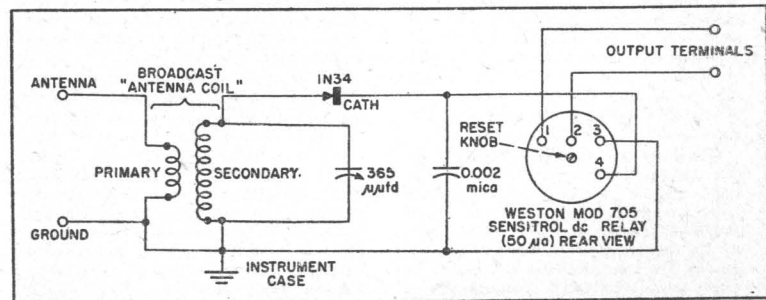 OUTPUT TERMINALS
BROADCAST
"ANTENNA COIL"
ANTENNA
IN34
CATH
RESET
KNOB
1
2
3
4
PRIMARY
SECONDARY.
365
μμfd
0.002
mica
WESTON MOD 705
SENSITROL dc RELAY
(50 μa) REAR VIEW
GROUND
INSTRUMENT
CASE